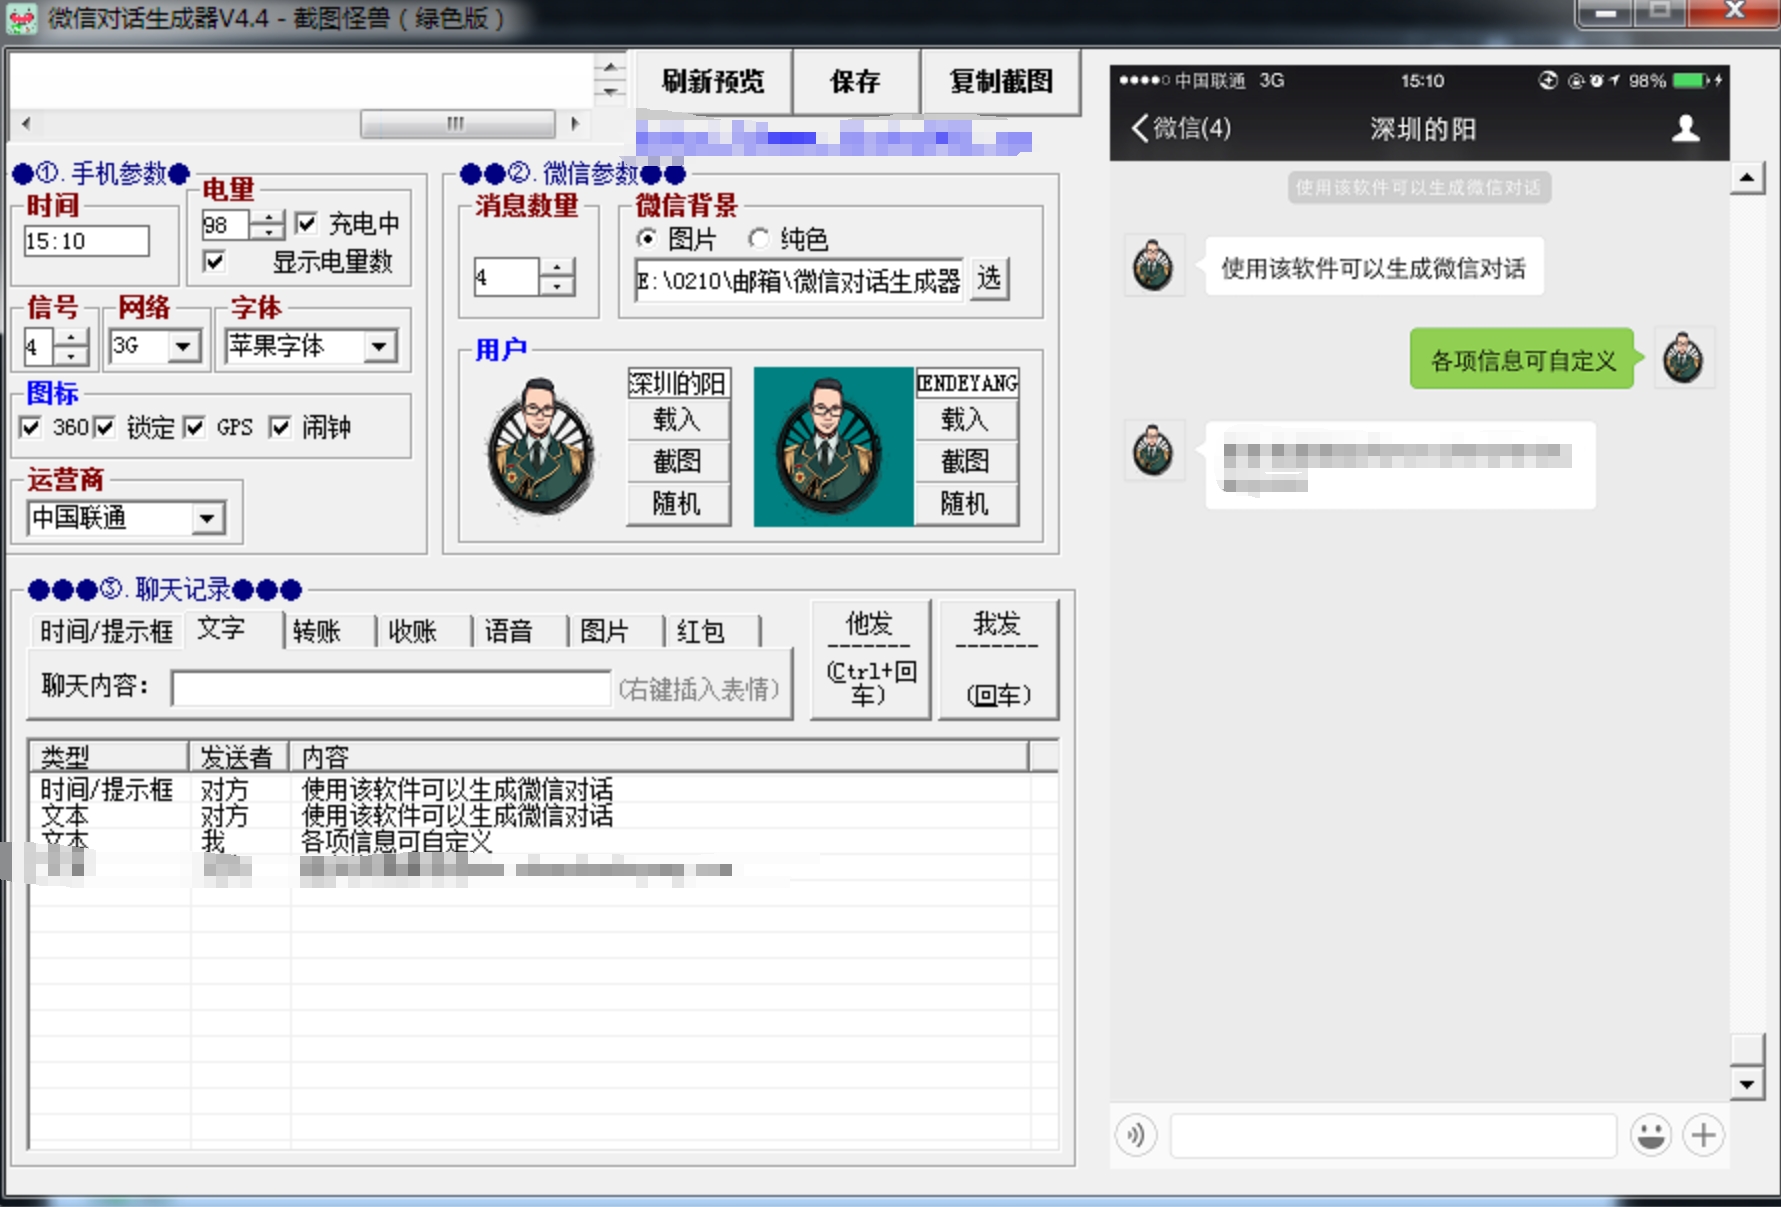 微信对话生成器V4.4 - 截图怪兽（绿色版）
刷新预览 保存 复制截图
●①. 手机参数●
时间
15:10
电量
98 充电中
显示电量数
信号
4
网络
3G
字体
苹果字体
图标
360 锁定 GPS 闹钟
运营商
中国联通
●●②. 微信参数●●
消息数量
4
微信背景
图片 纯色
E:\0210\邮箱\微信对话生成器 选
用户
深圳的阳
载入
截图
随机
ENDEYANG
载入
截图
随机
●●●③. 聊天记录●●●
时间/提示框 文字 转账 收账 语音 图片 红包
聊天内容： (右键插入表情)
他发
-------
(Ctrl+回
车)
我发
-------
(回车)
类型 发送者 内容
时间/提示框 对方 使用该软件可以生成微信对话
文本 对方 使用该软件可以生成微信对话
文本 我 各项信息可自定义
中国联通 3G 15:10 98%
微信(4) 深圳的阳
使用该软件可以生成微信对话
使用该软件可以生成微信对话
各项信息可自定义